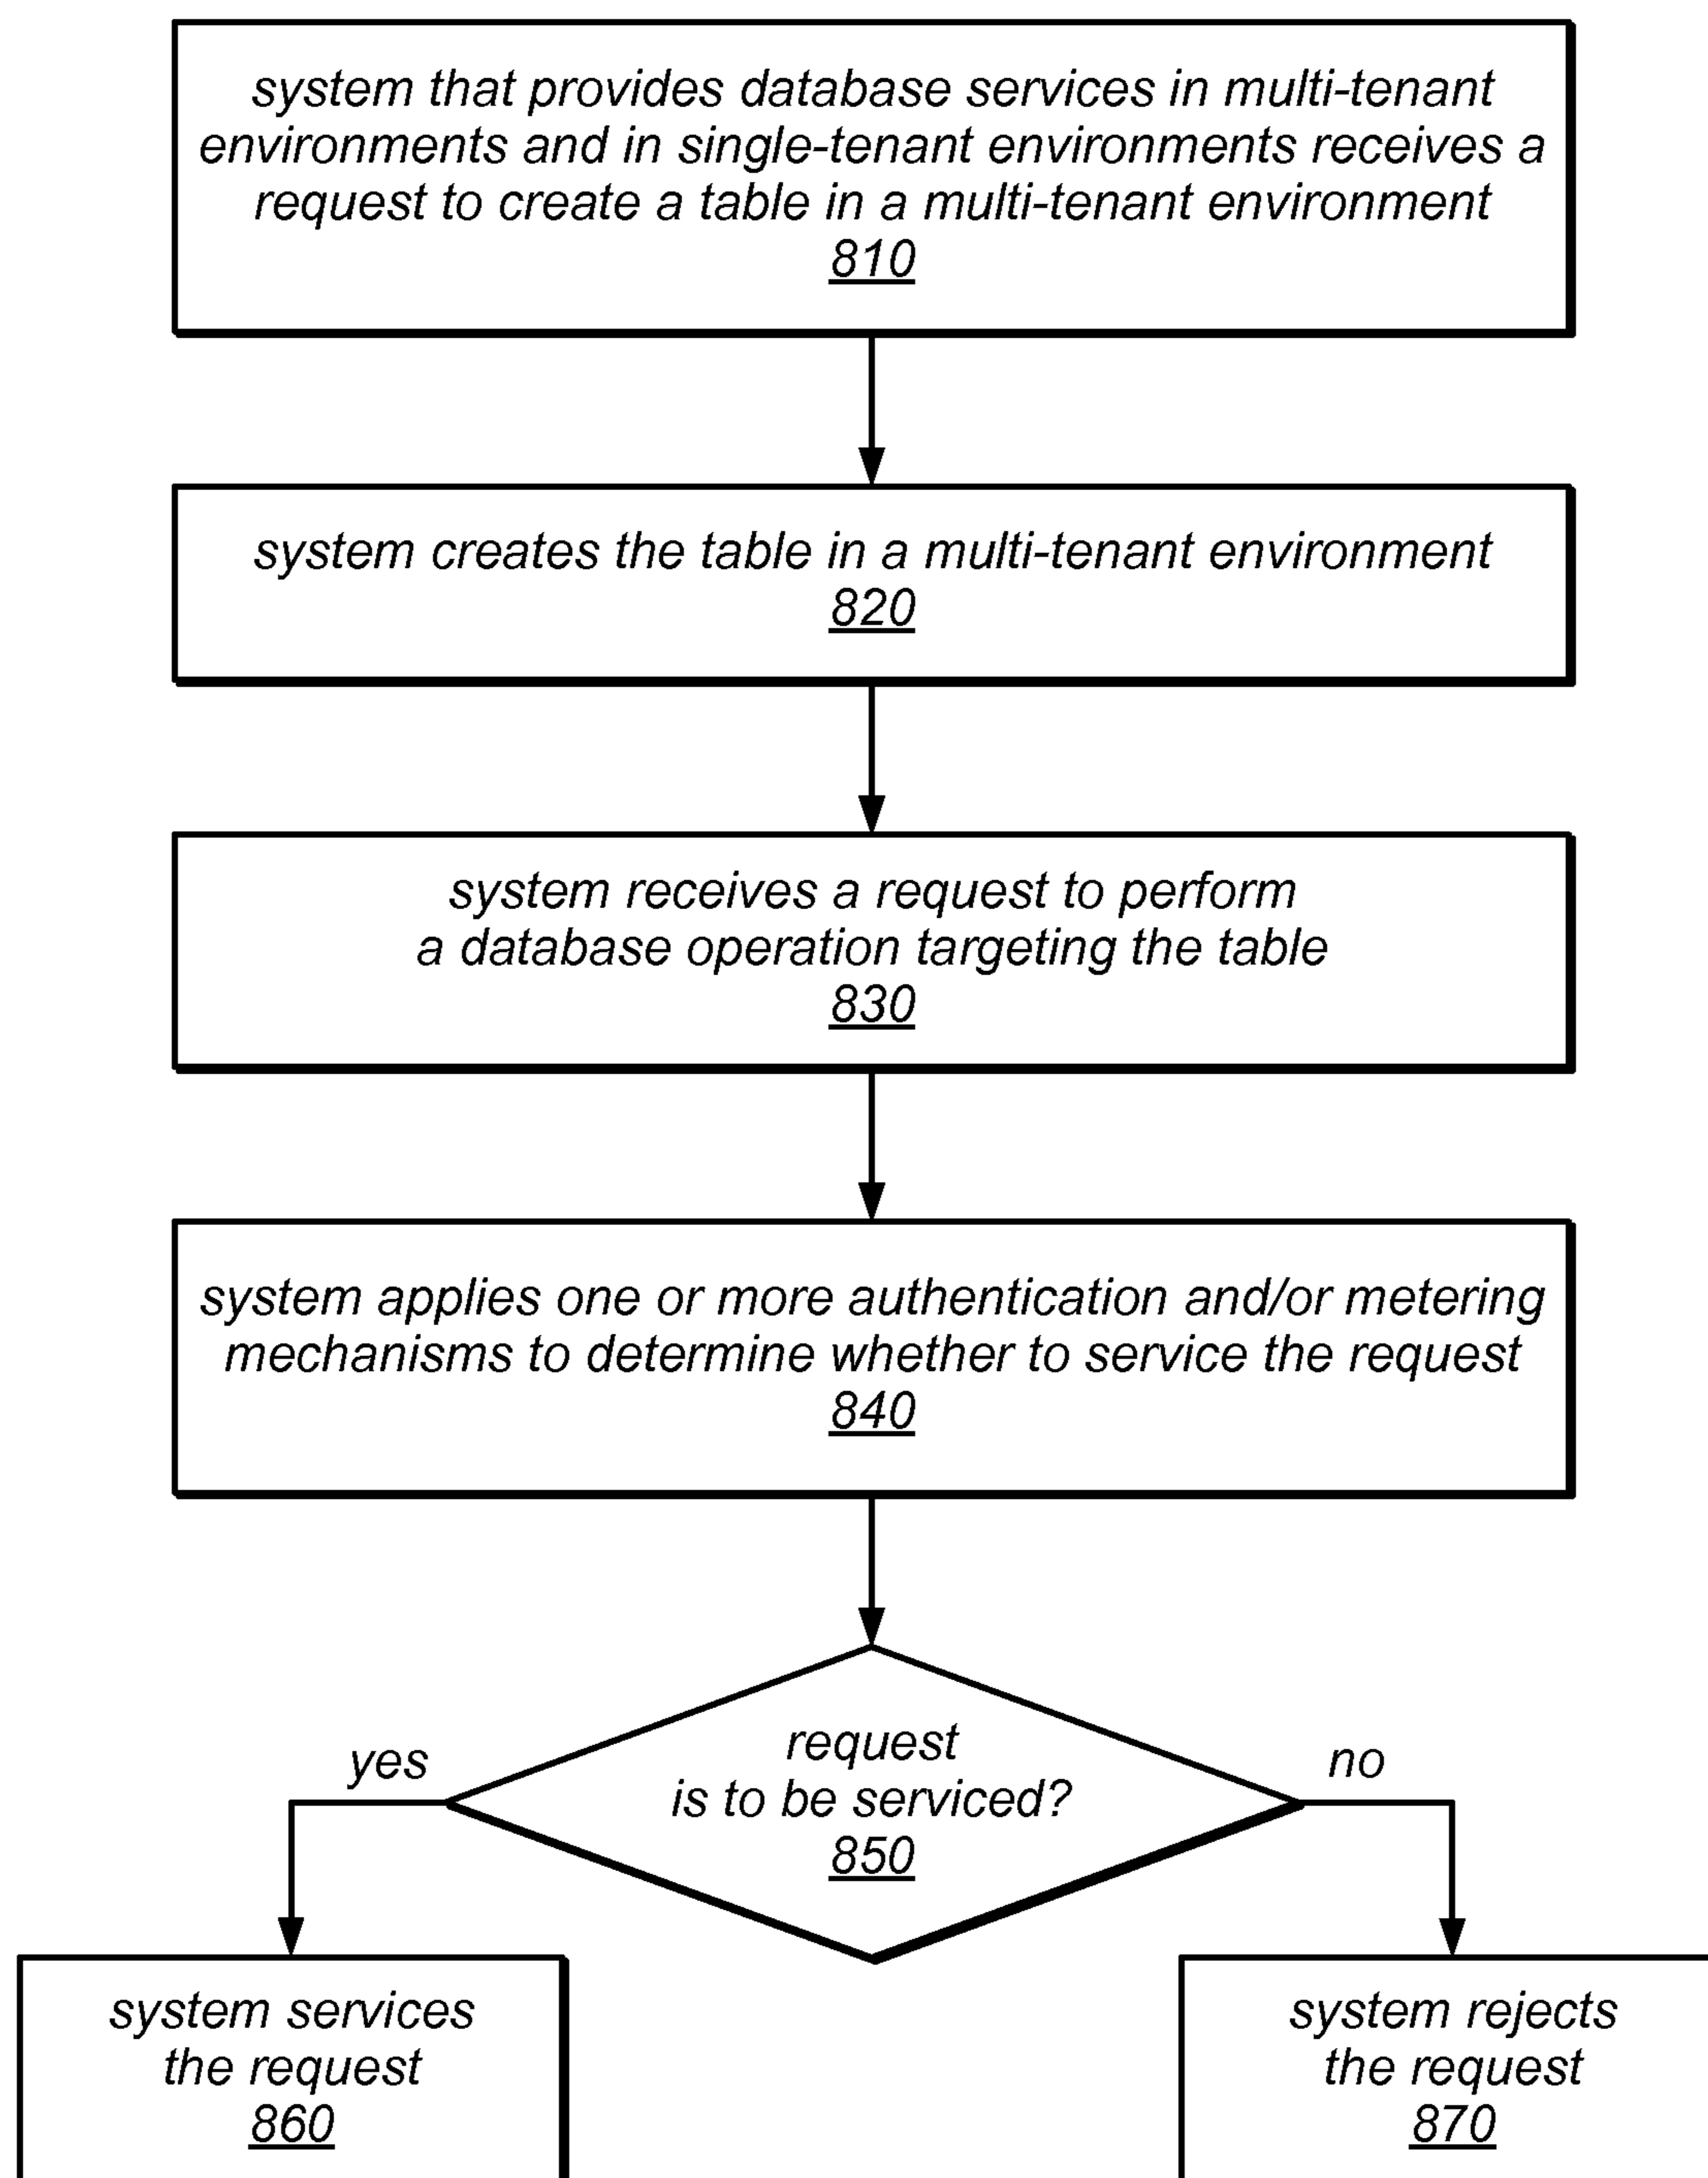 system that provides database services in multi-tenant
environments and in single-tenant environments receives a
request to create a table in a multi-tenant environment
810
system creates the table in a multi-tenant environment
820
system receives a request to perform
a database operation targeting the table
830
system applies one or more authentication and/or metering
mechanisms to determine whether to service the request
840
request
is to be serviced?
850
yes
no
system services
the request
860
system rejects
the request
870